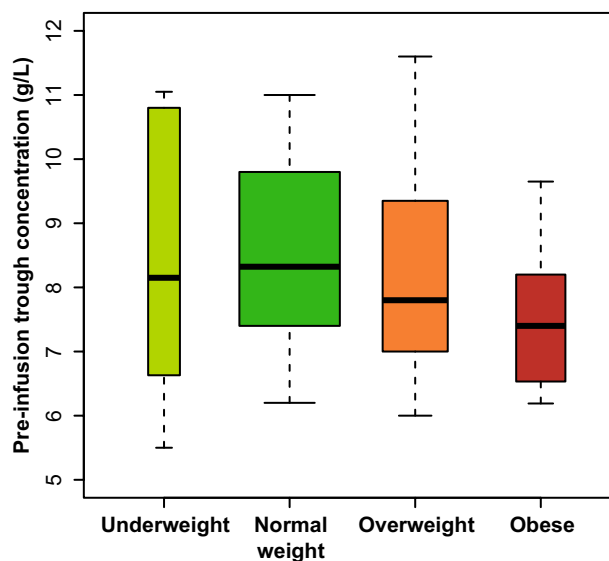 Pre-infusion trough concentration (g/L)
12
11
10
9
8
7
6
5
Underweight
Normal
weight
Overweight
Obese